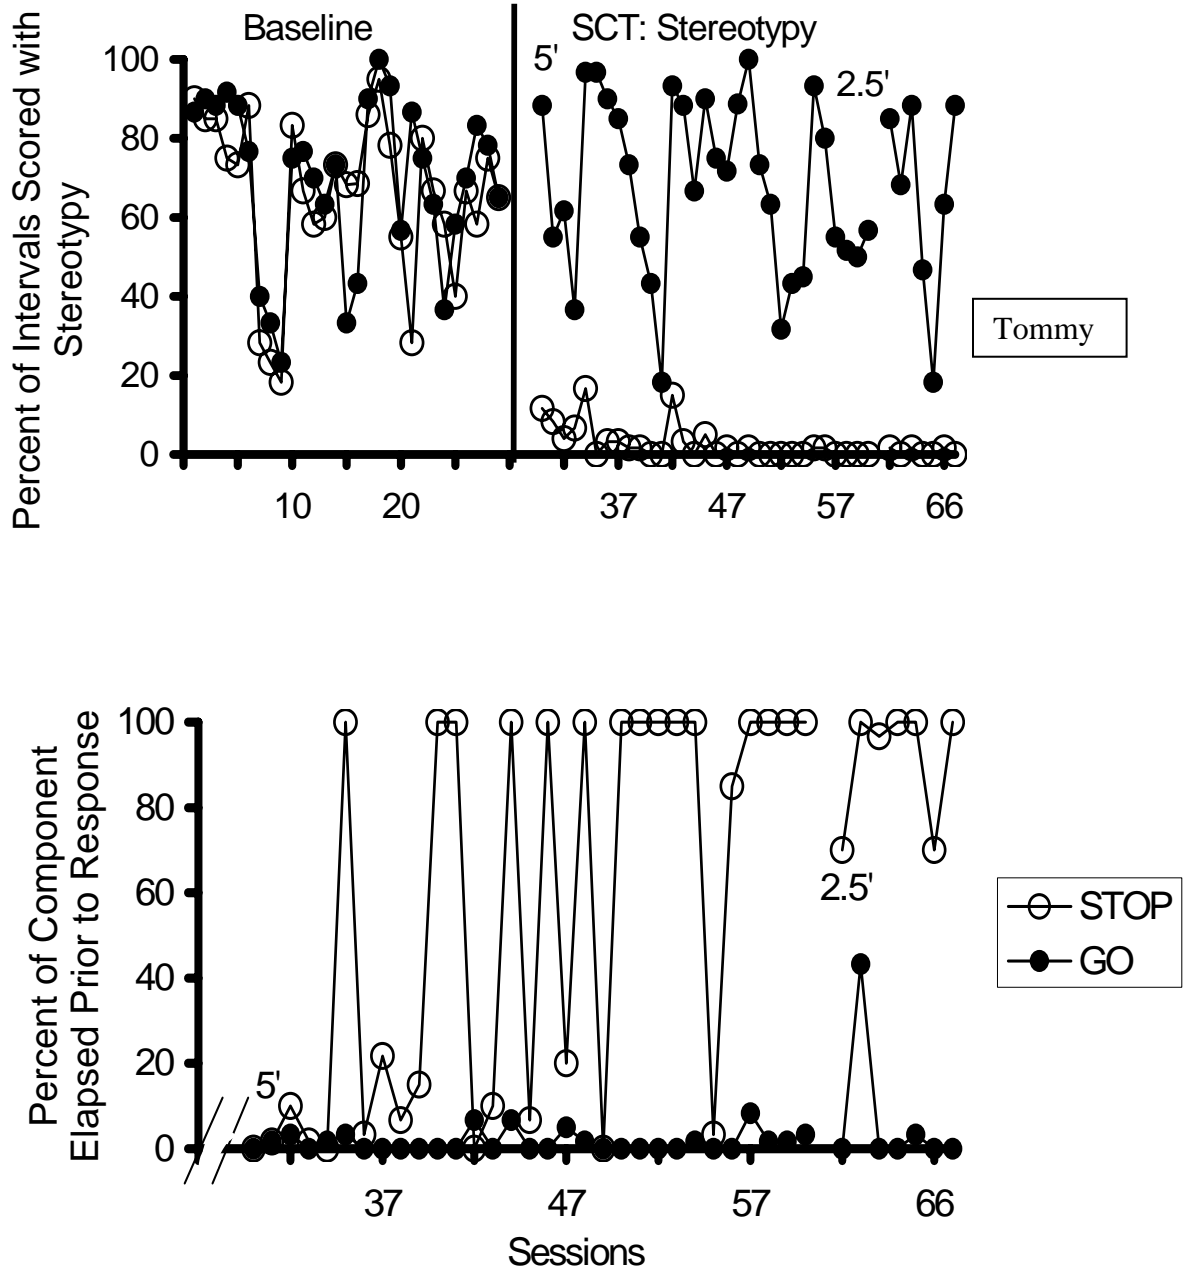 Baseline
SCT: Stereotypy
Percent of Intervals Scored with
Stereotypy
100
80
60
40
20
0
5'
2.5'
10
20
37
47
57
66
Tommy
Percent of Component
Elapsed Prior to Response
100
80
60
40
20
0
5'
2.5'
37
47
57
66
Sessions
STOP
GO